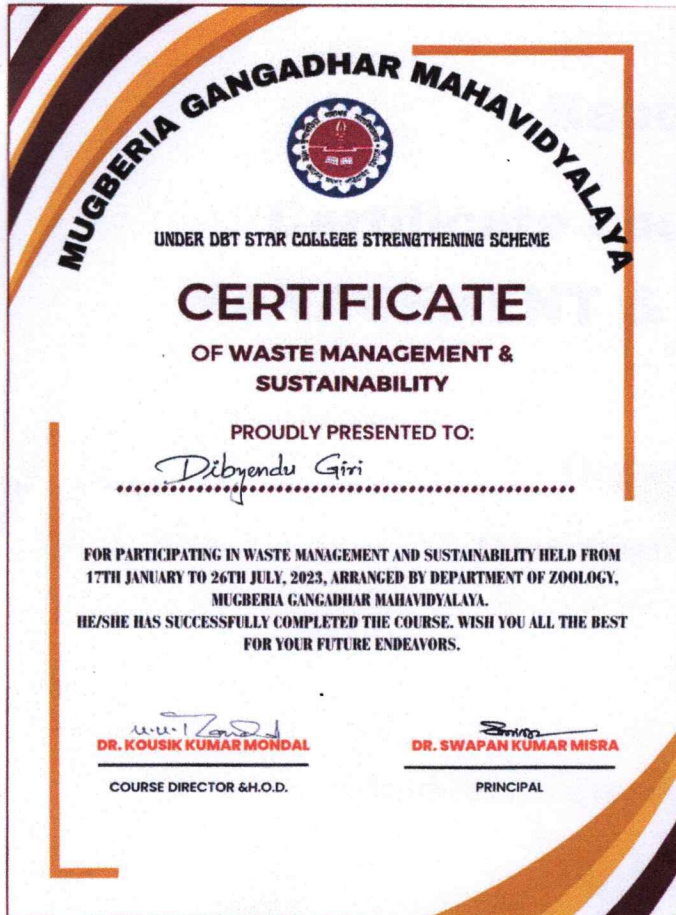 MUGBERIA GANGADHAR MAHAVIDYALAYA
UNDER DBT STAR COLLEGE STRENGTHENING SCHEME
CERTIFICATE
OF WASTE MANAGEMENT &
SUSTAINABILITY
PROUDLY PRESENTED TO:
Dibyendu Giri
FOR PARTICIPATING IN WASTE MANAGEMENT AND SUSTAINABILITY HELD FROM
17TH JANUARY TO 26TH JULY, 2023, ARRANGED BY DEPARTMENT OF ZOOLOGY,
MUGBERIA GANGADHAR MAHAVIDYALAYA.
HE/SHE HAS SUCCESSFULLY COMPLETED THE COURSE. WISH YOU ALL THE BEST
FOR YOUR FUTURE ENDEAVORS.
DR. KOUSIK KUMAR MONDAL
COURSE DIRECTOR &H.O.D.
DR. SWAPAN KUMAR MISRA
PRINCIPAL